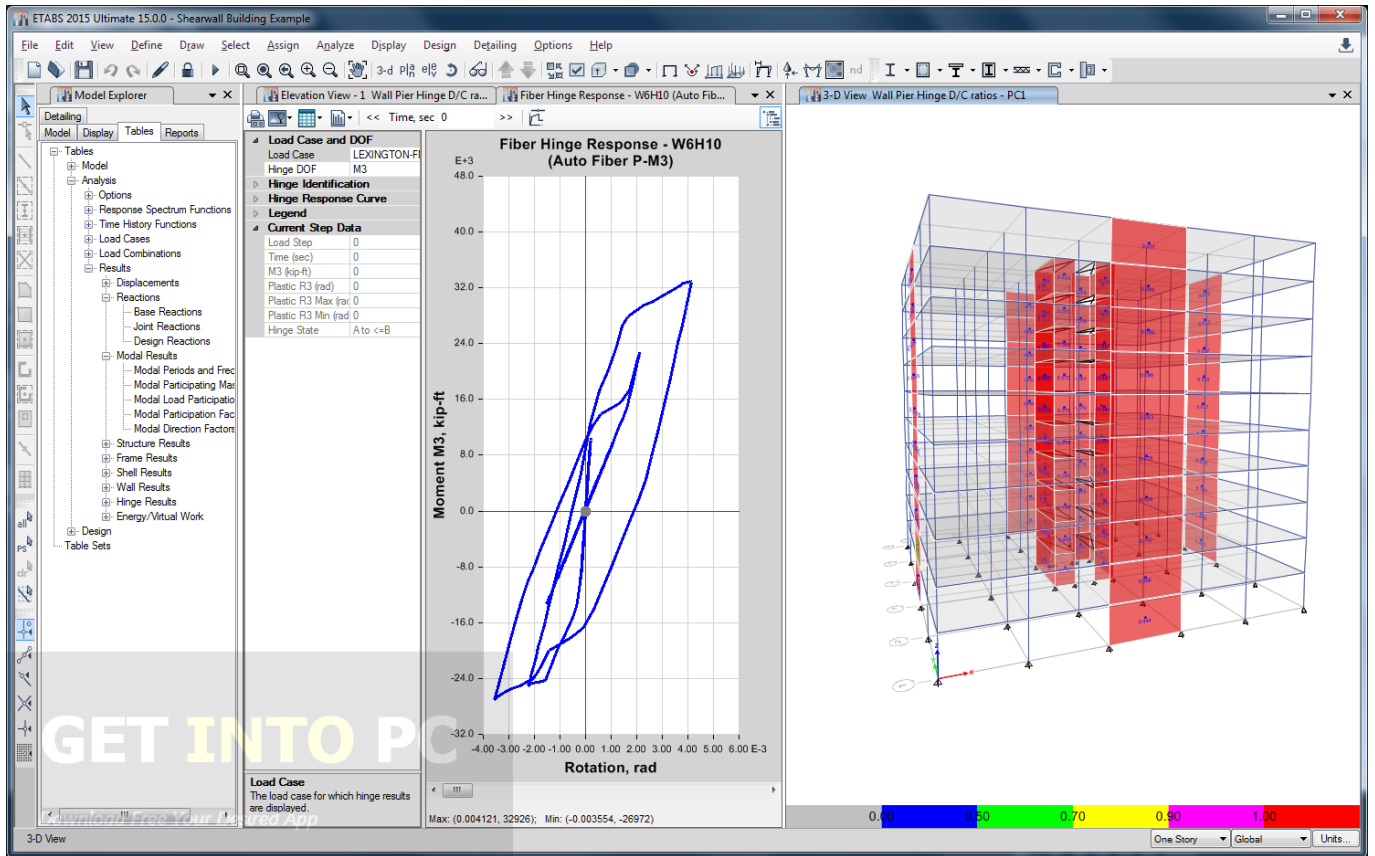 ETABS 2015 Ultimate 15.0.0 - Shearwall Building Example
File Edit View Define Draw Select Assign Analyze Display Design Detailing Options Help
3-d
nd
Model Explorer
Detailing
Model Display Tables Reports
Tables
Model
Analysis
Options
Response Spectrum Functions
Time History Functions
Load Cases
Load Combinations
Results
Displacements
Reactions
Base Reactions
Joint Reactions
Design Reactions
Modal Results
Modal Periods and Frec
Modal Participating Mas
Modal Load Participatio
Modal Participation Fac
Modal Direction Factors
Structure Results
Frame Results
Shell Results
Wall Results
Hinge Results
Energy/Virtual Work
Design
Table Sets
all
PS
clr
Elevation View - 1 Wall Pier Hinge D/C ra...
Fiber Hinge Response - W6H10 (Auto Fib...
<< Time, sec 0 >>
Load Case and DOF
Load Case LEXINGTON-FI
Hinge DOF M3
Hinge Identification
Hinge Response Curve
Legend
Current Step Data
Load Step 0
Time (sec) 0
M3 (kip-ft) 0
Plastic R3 (rad) 0
Plastic R3 Max (rad 0
Plastic R3 Min (rad 0
Hinge State A to <=B
Load Case
The load case for which hinge results
are displayed.
Fiber Hinge Response - W6H10
(Auto Fiber P-M3)
E+3
48.0
40.0
32.0
24.0
16.0
8.0
0.0
-8.0
-16.0
-24.0
-32.0
Moment M3, kip-ft
-4.00 -3.00 -2.00 -1.00 0.00 1.00 2.00 3.00 4.00 5.00 6.00 E-3
Rotation, rad
Max: (0.004121, 32926); Min: (-0.003554, -26972)
3-D View Wall Pier Hinge D/C ratios - PC1
Z
X
0.00 0.50 0.70 0.90 1.00
GET INTO PC
Download Free Your Desired App
3-D View
One Story Global Units...